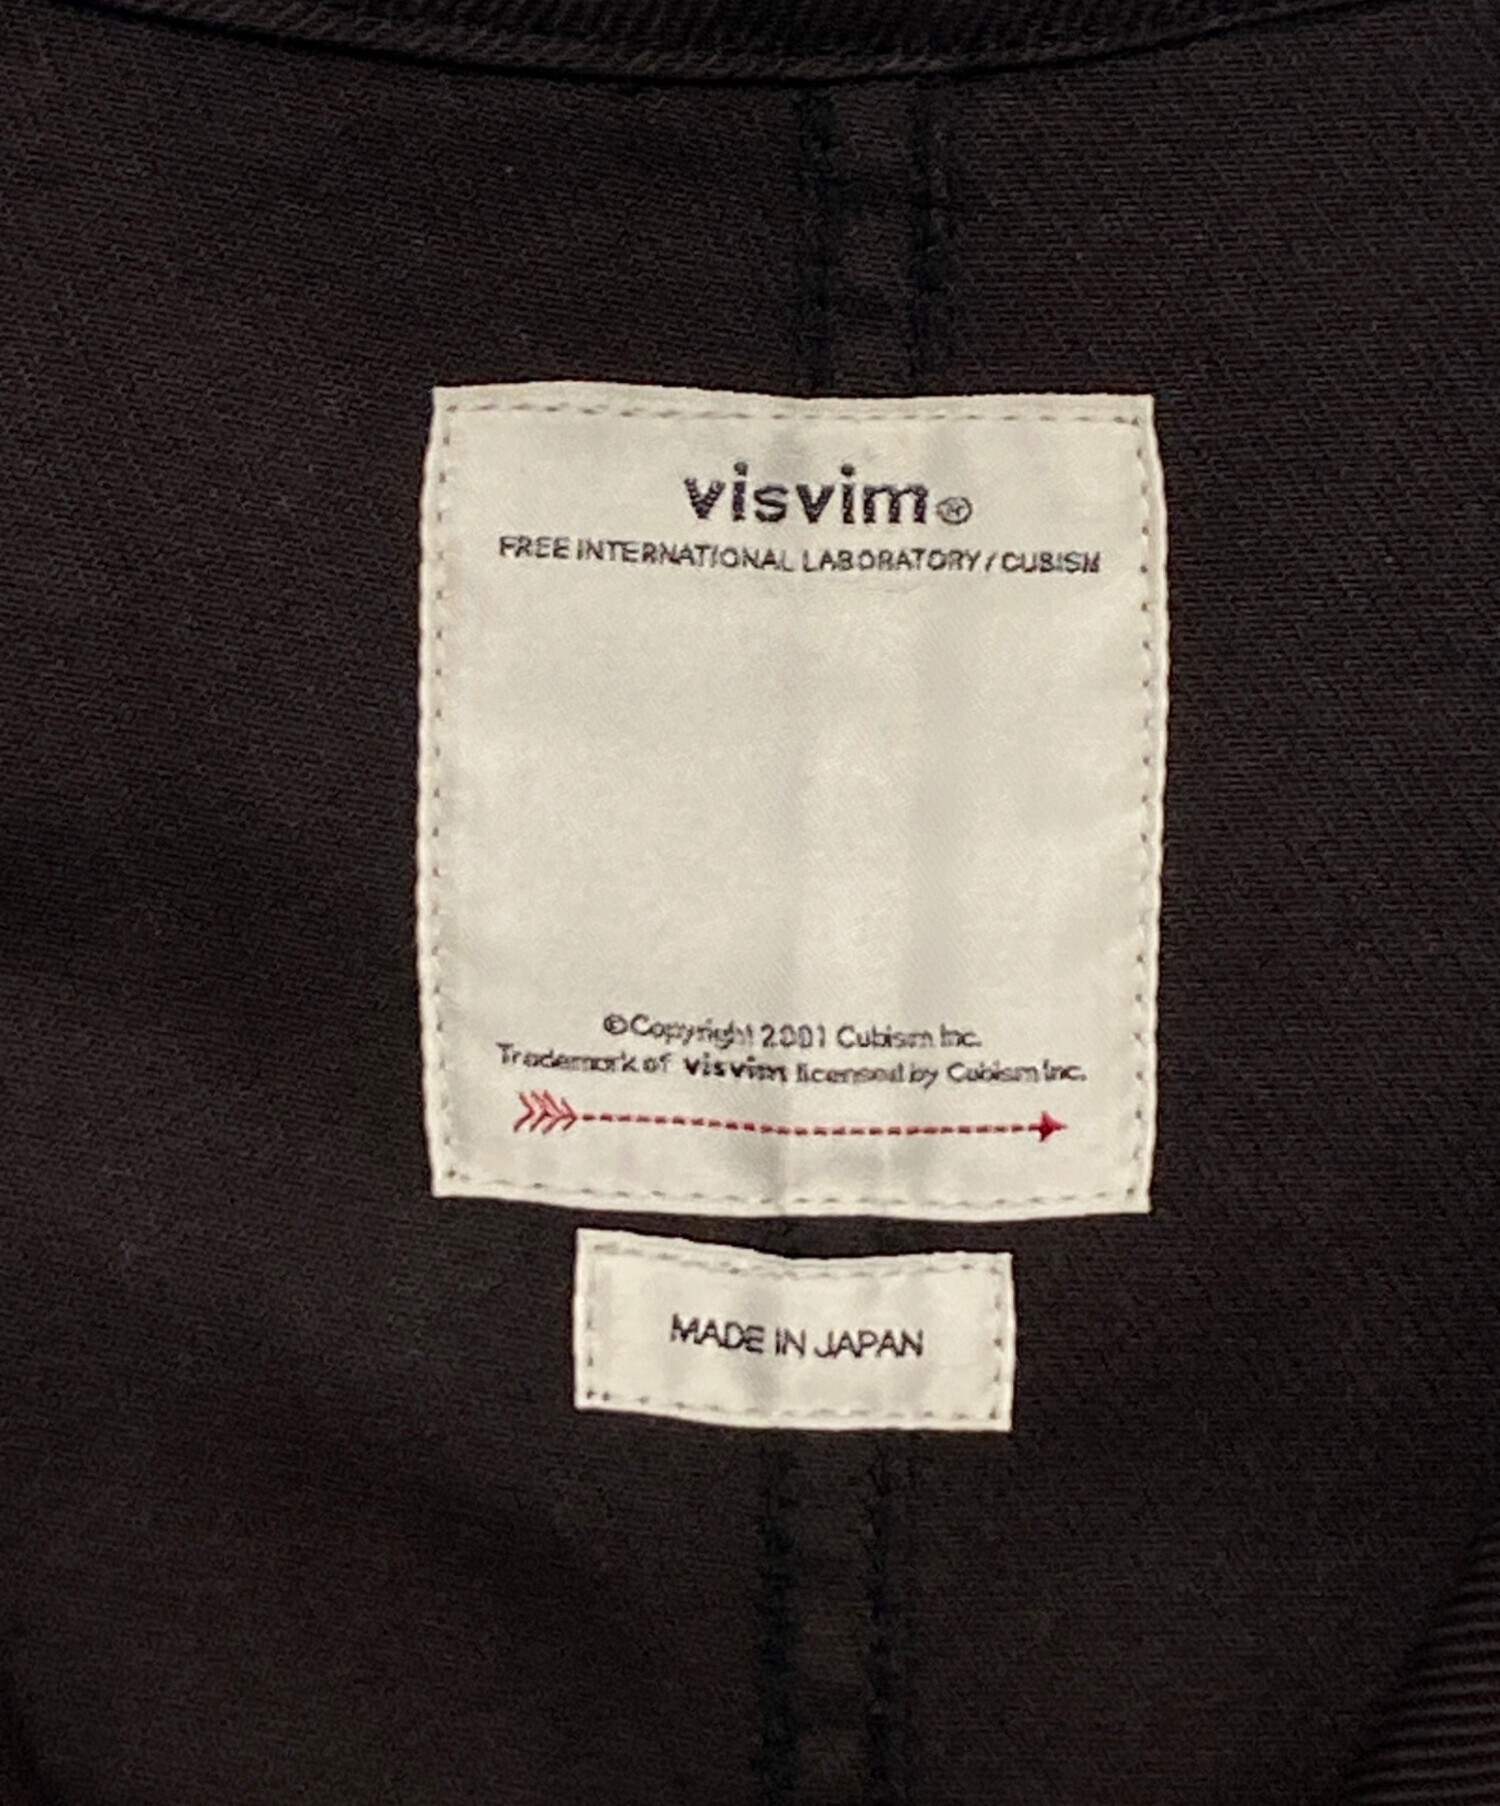 visvim®
FREE INTERNATIONAL LABORATORY / CUBISM
©Copyright 2001 Cubism Inc.
Trademark of visvim licensed by Cubism Inc.
MADE IN JAPAN